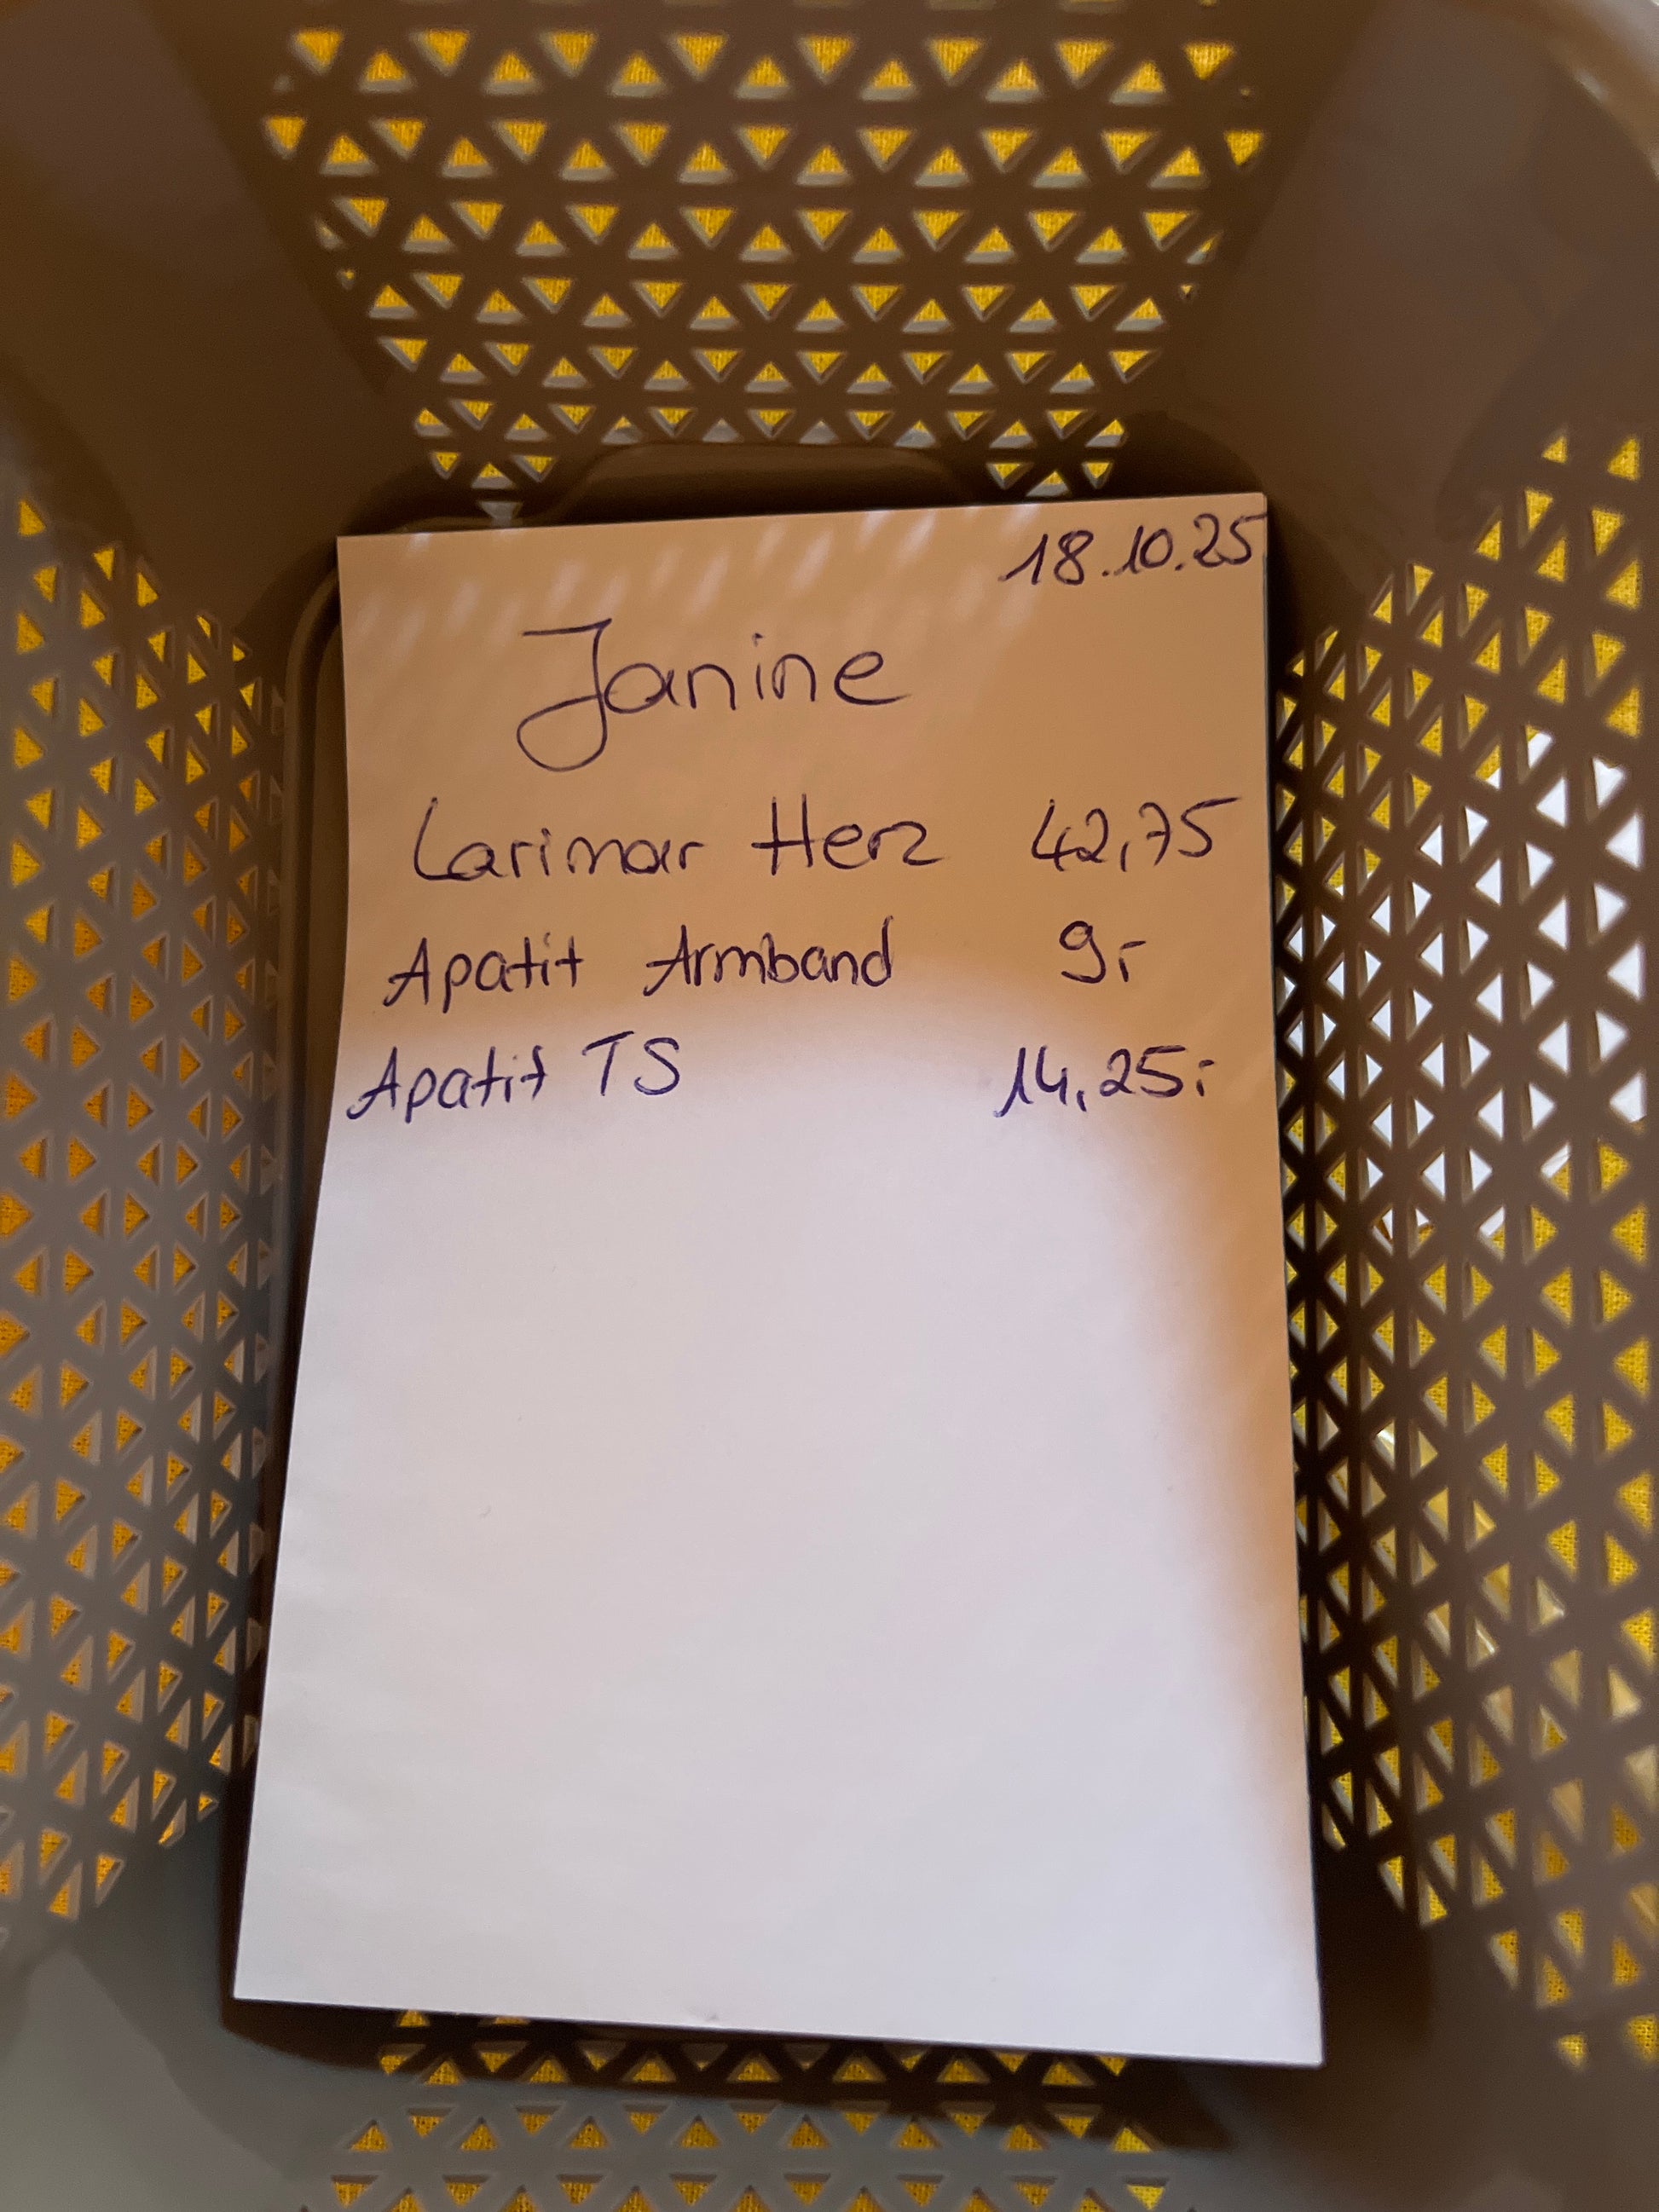 18.10.25
Janine
Larimar Herz 42,75
Apatit Armband 9,-
Apatit TS 14,25,-